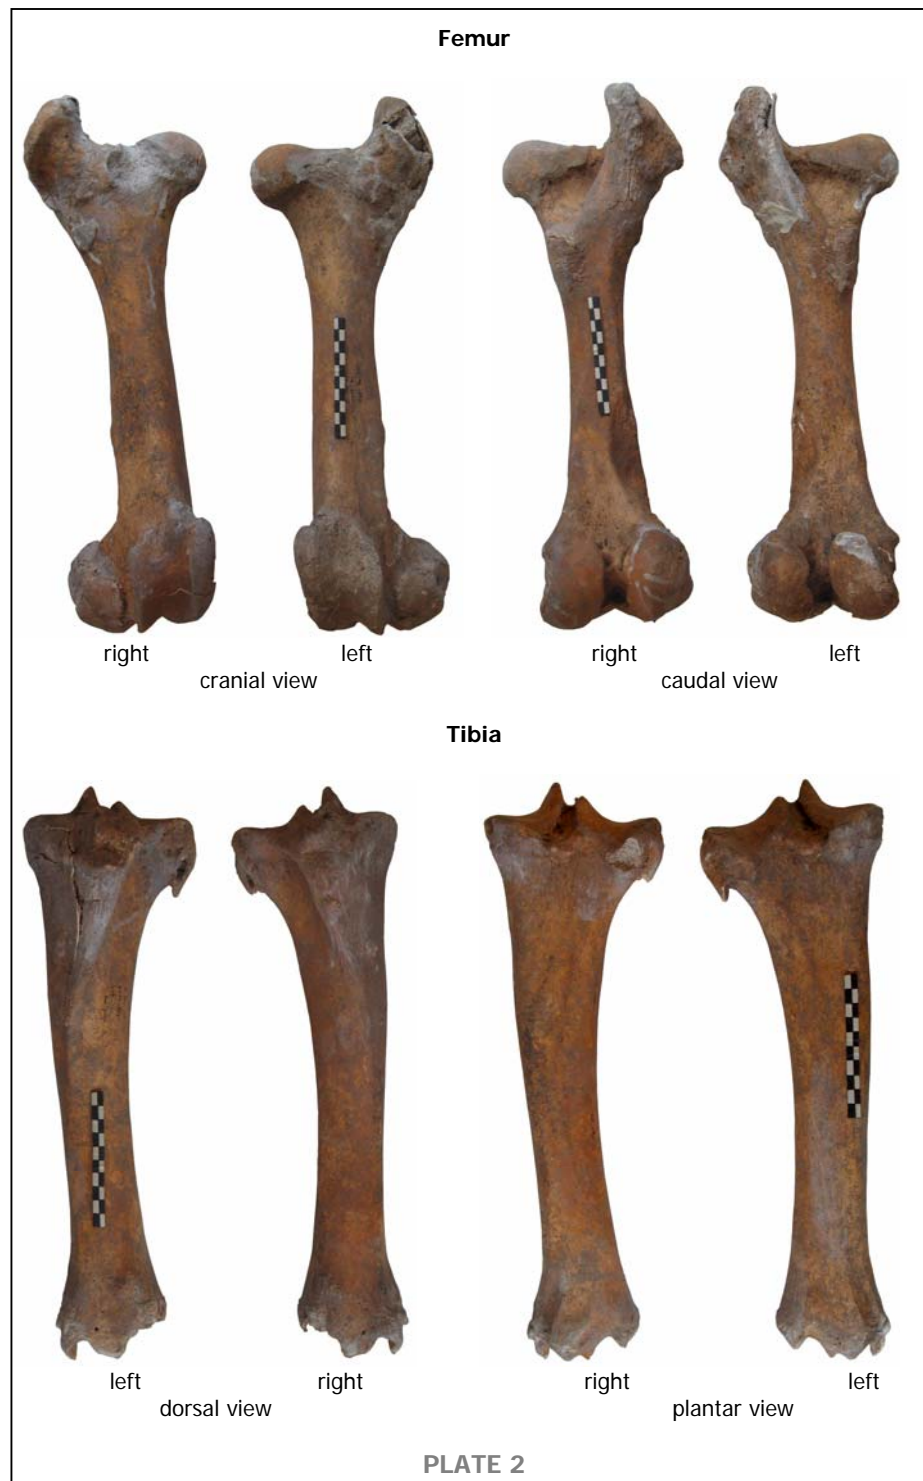 Femur
right left right left
cranial view caudal view
Tibia
left right right left
dorsal view plantar view
PLATE 2